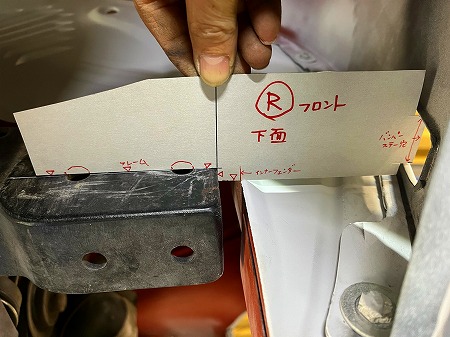 Ⓡ フロント
下面
フレーム
インナーフェンダー
バンパー
ステー穴